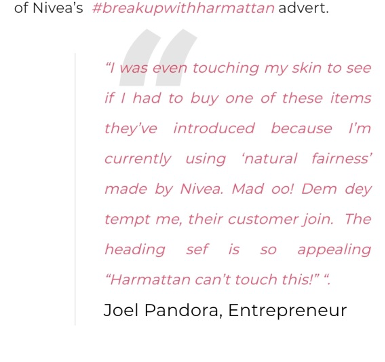 of Nivea's #breakupwithharmattan advert.
“I was even touching my skin to see
if I had to buy one of these items
they've introduced because I'm
currently using ‘natural fairness’
made by Nivea. Mad oo! Dem dey
tempt me, their customer join. The
heading sef is so appealing
“Harmattan can't touch this!” “.
Joel Pandora, Entrepreneur